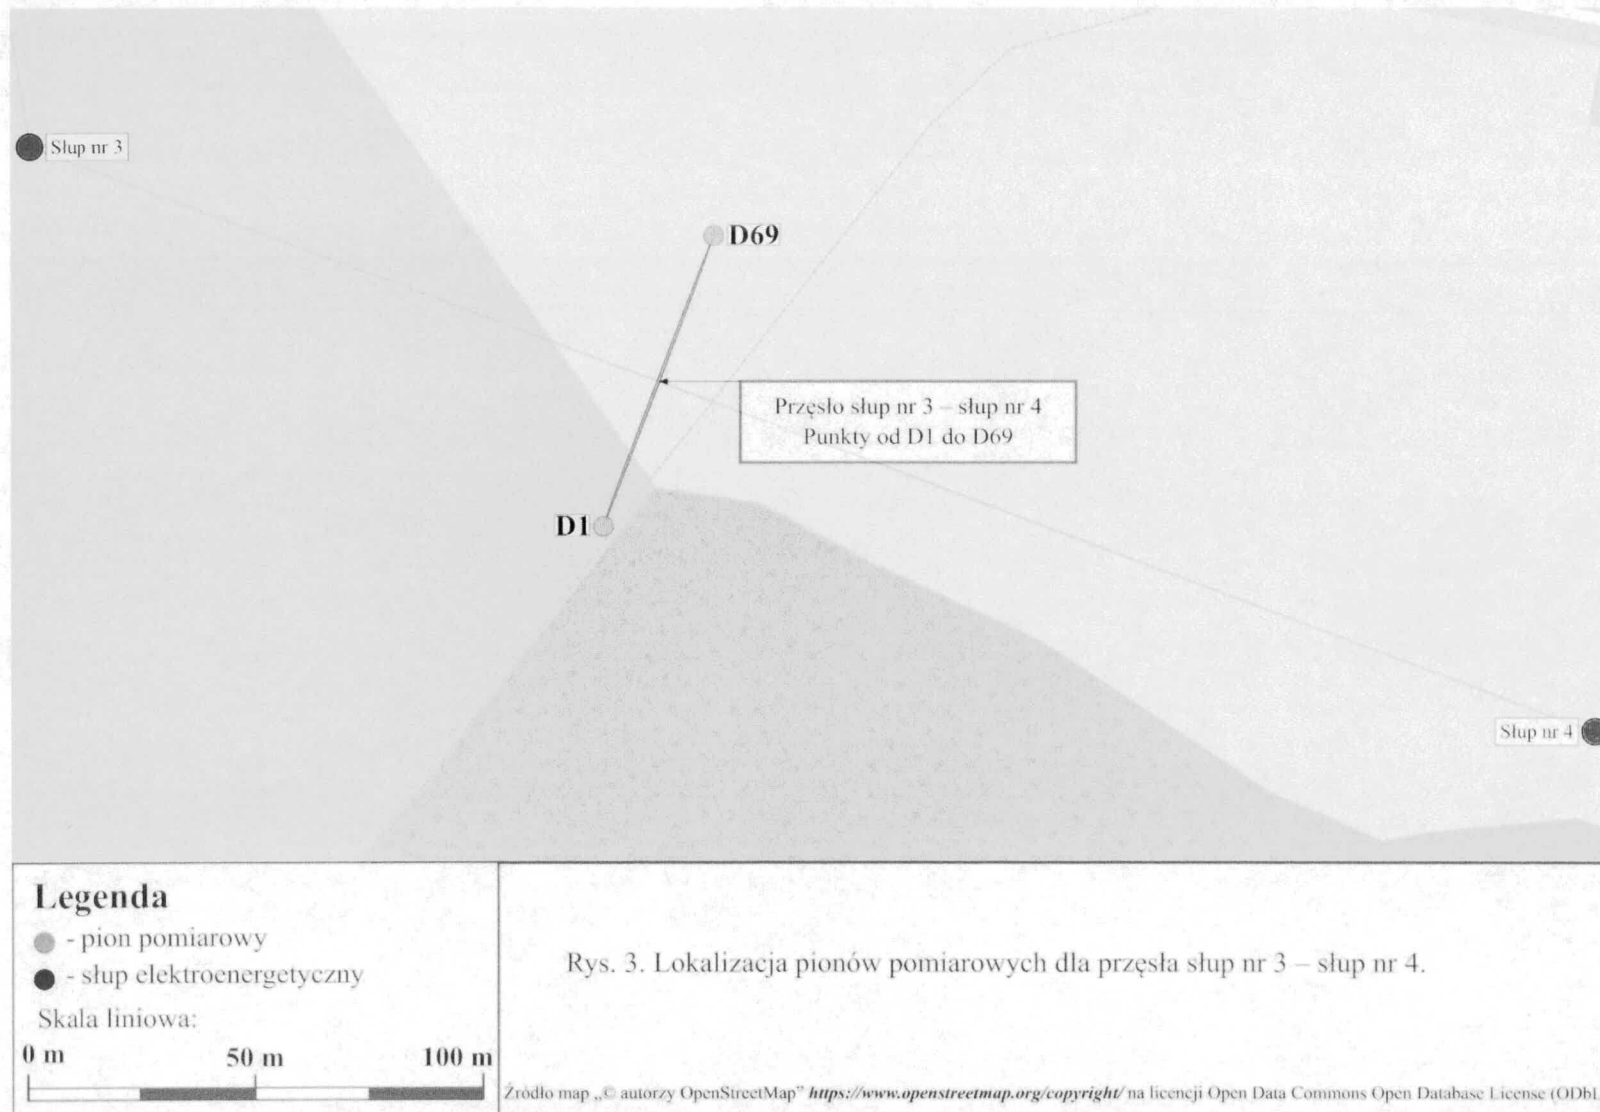 Słup nr 3
D69
Przęsło słup nr 3 – słup nr 4
Punkty od D1 do D69
D1
Słup nr 4
Legenda
- pion pomiarowy
- słup elektroenergetyczny
Skala liniowa:
0 m 50 m 100 m
Rys. 3. Lokalizacja pionów pomiarowych dla przęsła słup nr 3 – słup nr 4.
Źródło map „© autorzy OpenStreetMap” https://www.openstreetmap.org/copyright/ na licencji Open Data Commons Open Database License (ODbL